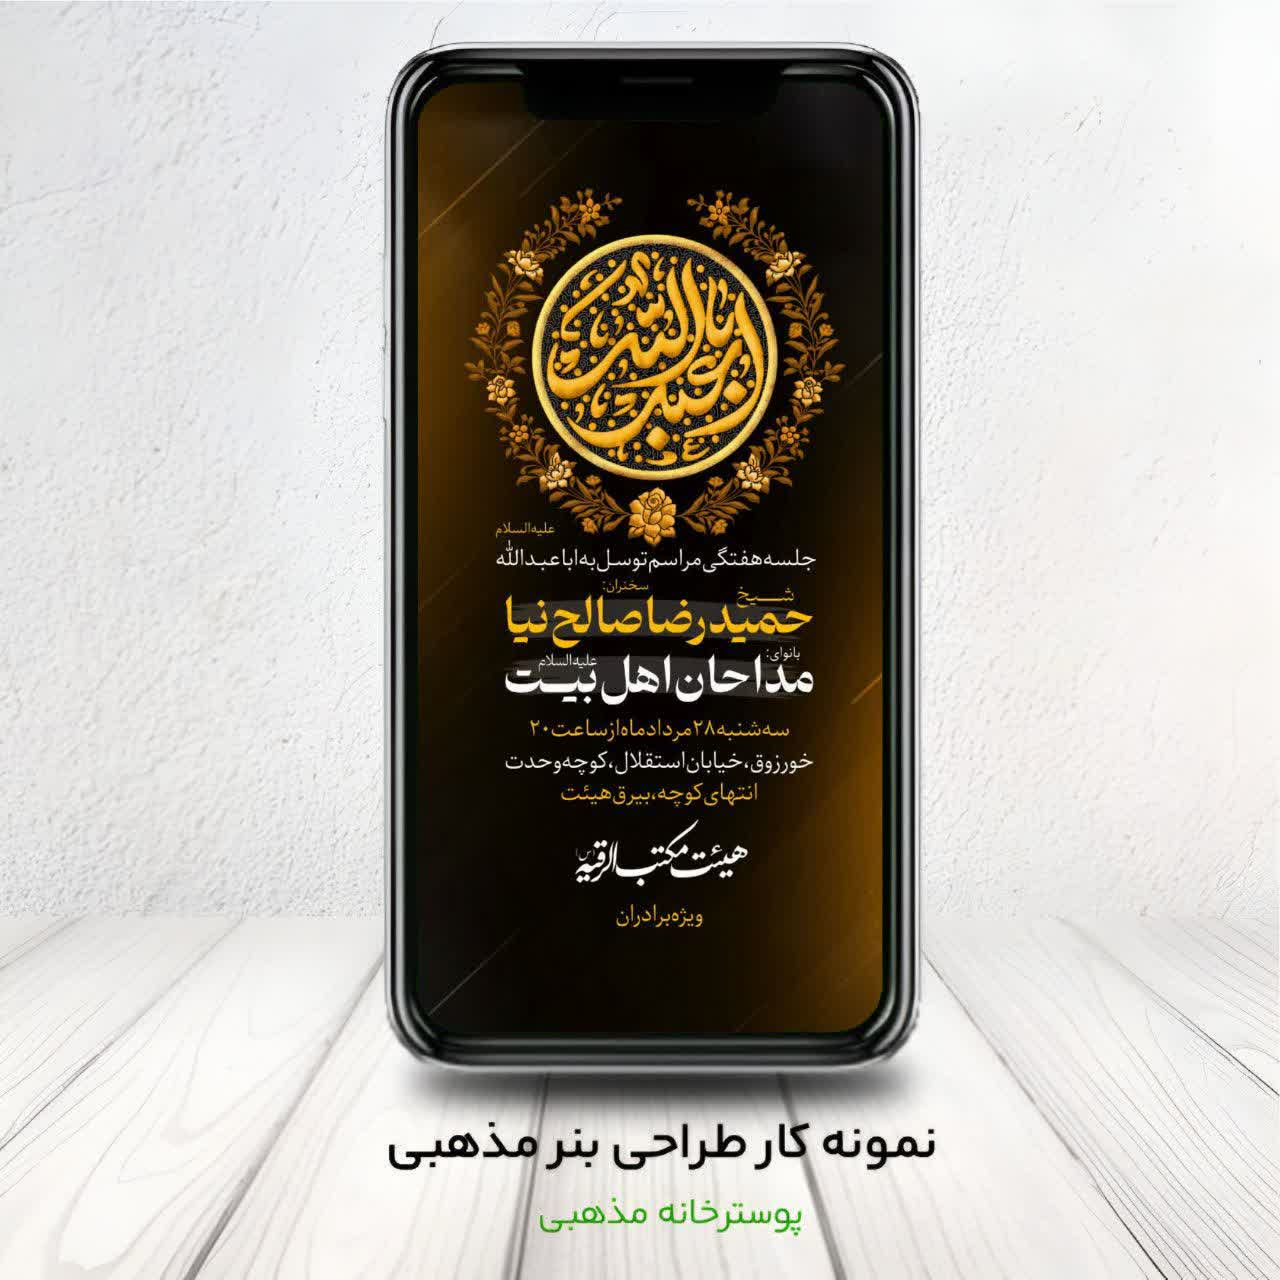 علیه‌السلام
جلسه هفتگی مراسم توسل به اباعبدالله
سخنران:
شیخ
حمیدرضا صالح نیا
بانوای:
علیه‌السلام
مداحان اهل بیت
سه‌شنبه ۲۸ مرداد ماه از ساعت ۲۰
خورزوق، خیابان استقلال، کوچه وحدت
انتهای کوچه، بیرق هیئت
هیئت مکتب الرقیه (س)
ویژه برادران
نمونه کار طراحی بنر مذهبی
پوسترخانه مذهبی